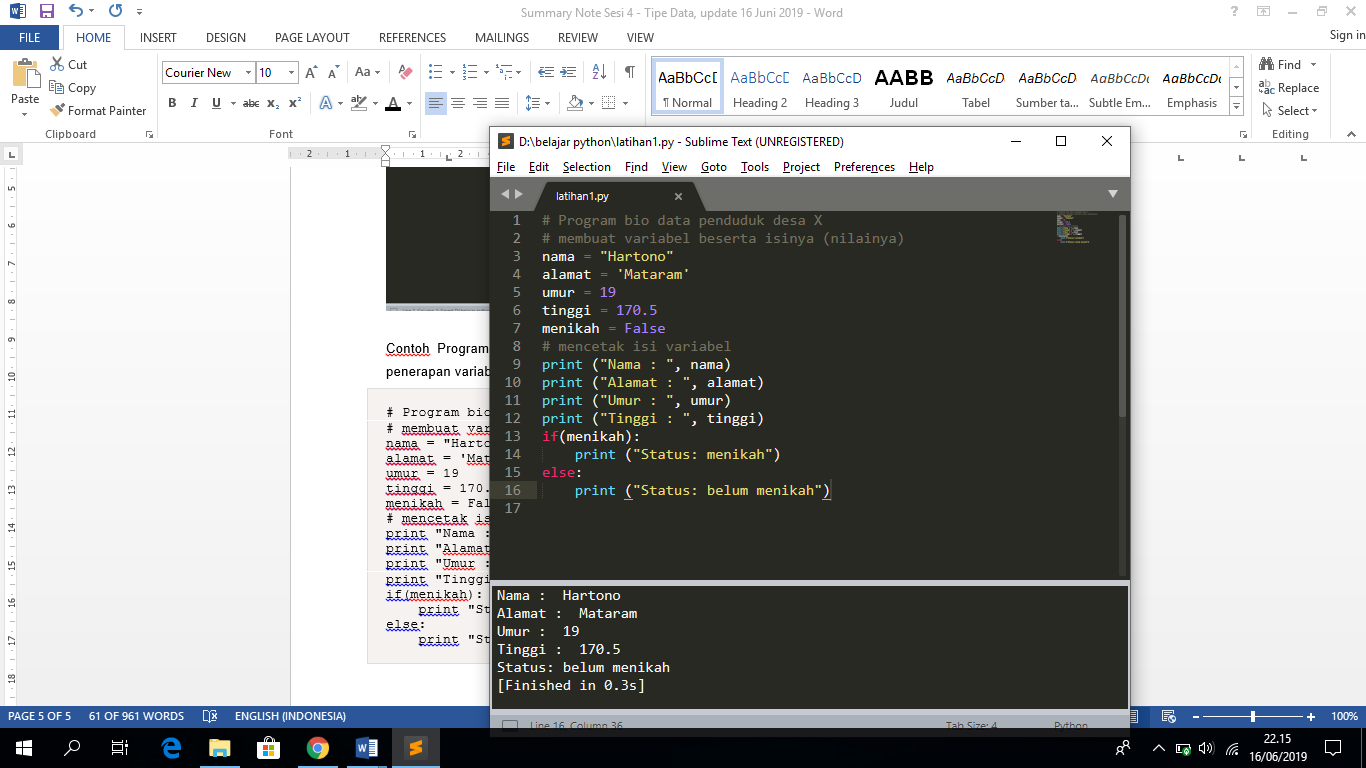 Summary Note Sesi 4 - Tipe Data, update 16 Juni 2019 - Word
FILE HOME INSERT DESIGN PAGE LAYOUT REFERENCES MAILINGS REVIEW VIEW Sign in
Paste
Cut
Copy
Format Painter
Clipboard
Courier New 10
Font
AaBbCcD ¶ Normal
AaBbCcD Heading 2
AaBbCcD Heading 3
AABB Judul
AaBbCcD Tabel
AaBbCcD Sumber ta...
AaBbCcDc Subtle Em...
AaBbCcDc Emphasis
Find
Replace
Select
Editing
Contoh Program
penerapan variab
# Program bio
# membuat var
nama = "Harto
alamat = 'Mat
umur = 19
tinggi = 170.
menikah = Fal
# mencetak is
print "Nama :
print "Alamat
print "Umur :
print "Tinggi
if(menikah):
print "St
else:
print "St
D:\belajar python\latihan1.py - Sublime Text (UNREGISTERED)
File Edit Selection Find View Goto Tools Project Preferences Help
latihan1.py
1 # Program bio data penduduk desa X
2 # membuat variabel beserta isinya (nilainya)
3 nama = "Hartono"
4 alamat = 'Mataram'
5 umur = 19
6 tinggi = 170.5
7 menikah = False
8 # mencetak isi variabel
9 print ("Nama : ", nama)
10 print ("Alamat : ", alamat)
11 print ("Umur : ", umur)
12 print ("Tinggi : ", tinggi)
13 if(menikah):
14     print ("Status: menikah")
15 else:
16     print ("Status: belum menikah")
17
Nama :  Hartono
Alamat :  Mataram
Umur :  19
Tinggi :  170.5
Status: belum menikah
[Finished in 0.3s]
Line 16, Column 36 Tab Size: 4 Python
PAGE 5 OF 5 61 OF 961 WORDS ENGLISH (INDONESIA) 100%
22.15
16/06/2019